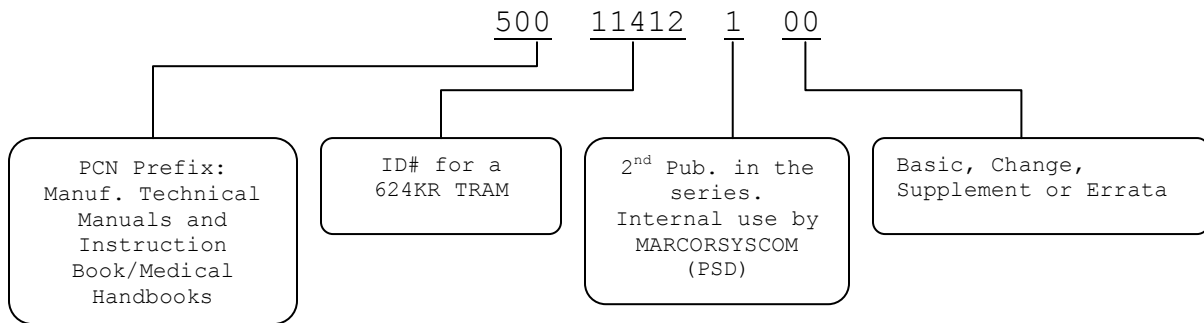 500 11412 1 00
PCN Prefix:
Manuf. Technical
Manuals and
Instruction
Book/Medical
Handbooks
ID# for a
624KR TRAM
2nd Pub. in the
series.
Internal use by
MARCORSYSCOM
(PSD)
Basic, Change,
Supplement or Errata